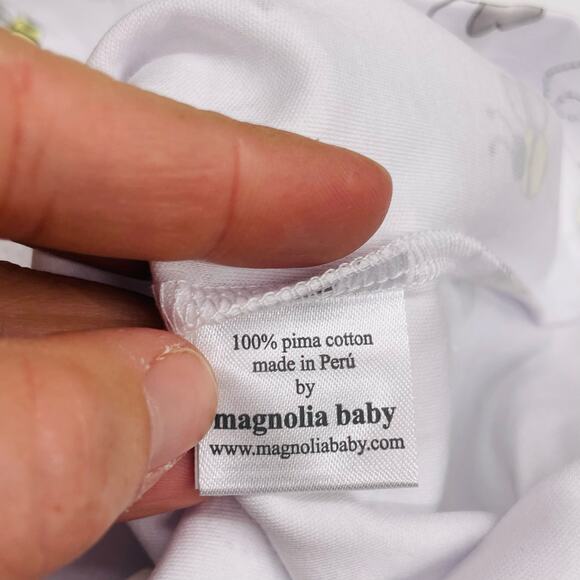 100% pima cotton
made in Perú
by
magnolia baby
www.magnoliababy.com